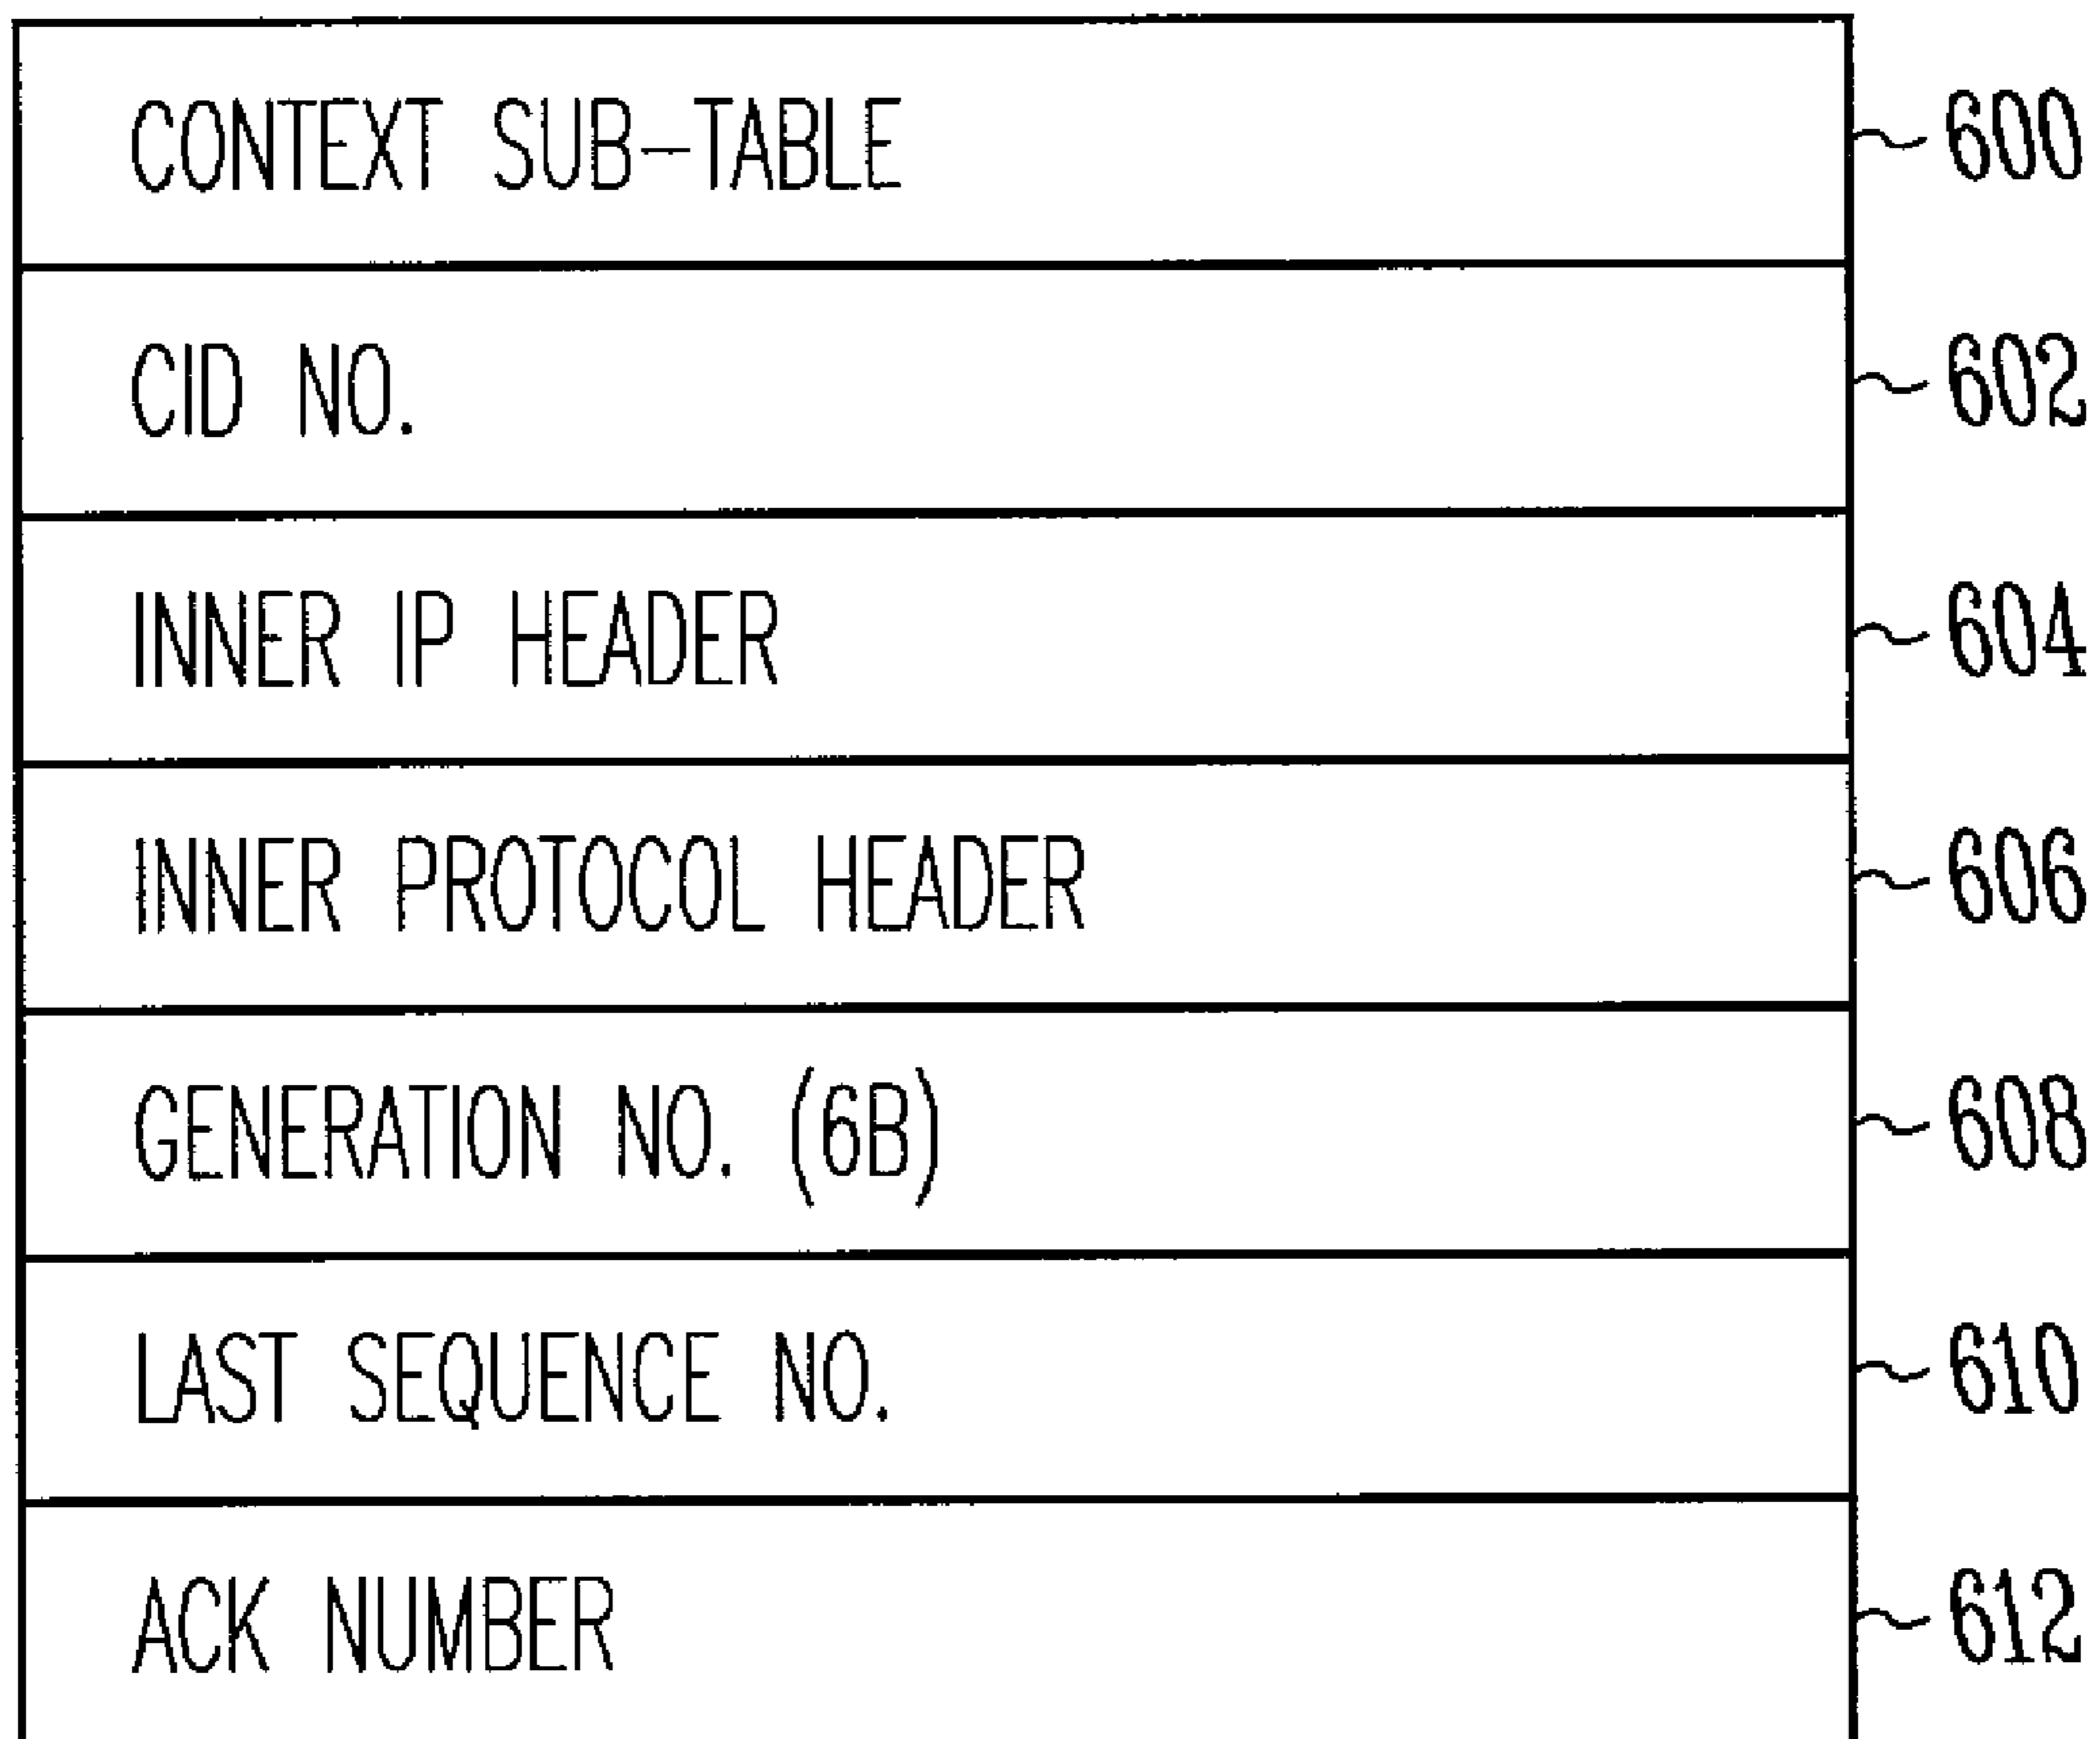 CONTEXT SUB-TABLE 600
CID NO. 602
INNER IP HEADER 604
INNER PROTOCOL HEADER 606
GENERATION NO. (6B) 608
LAST SEQUENCE NO. 610
ACK NUMBER 612